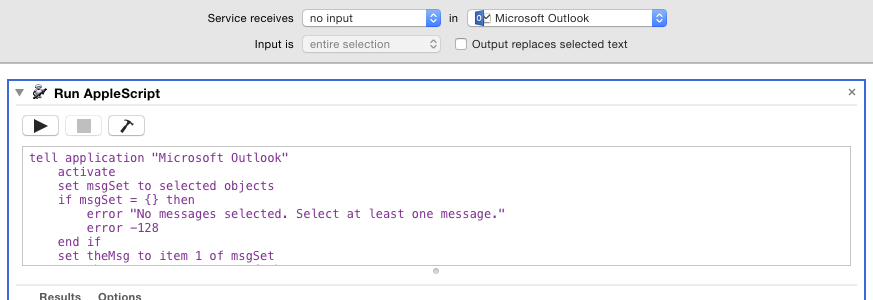 Service receives no input in Microsoft Outlook
Input is entire selection Output replaces selected text
Run AppleScript
tell application "Microsoft Outlook"
activate
set msgSet to selected objects
if msgSet = {} then
error "No messages selected. Select at least one message."
error -128
end if
set theMsg to item 1 of msgSet
Results Options